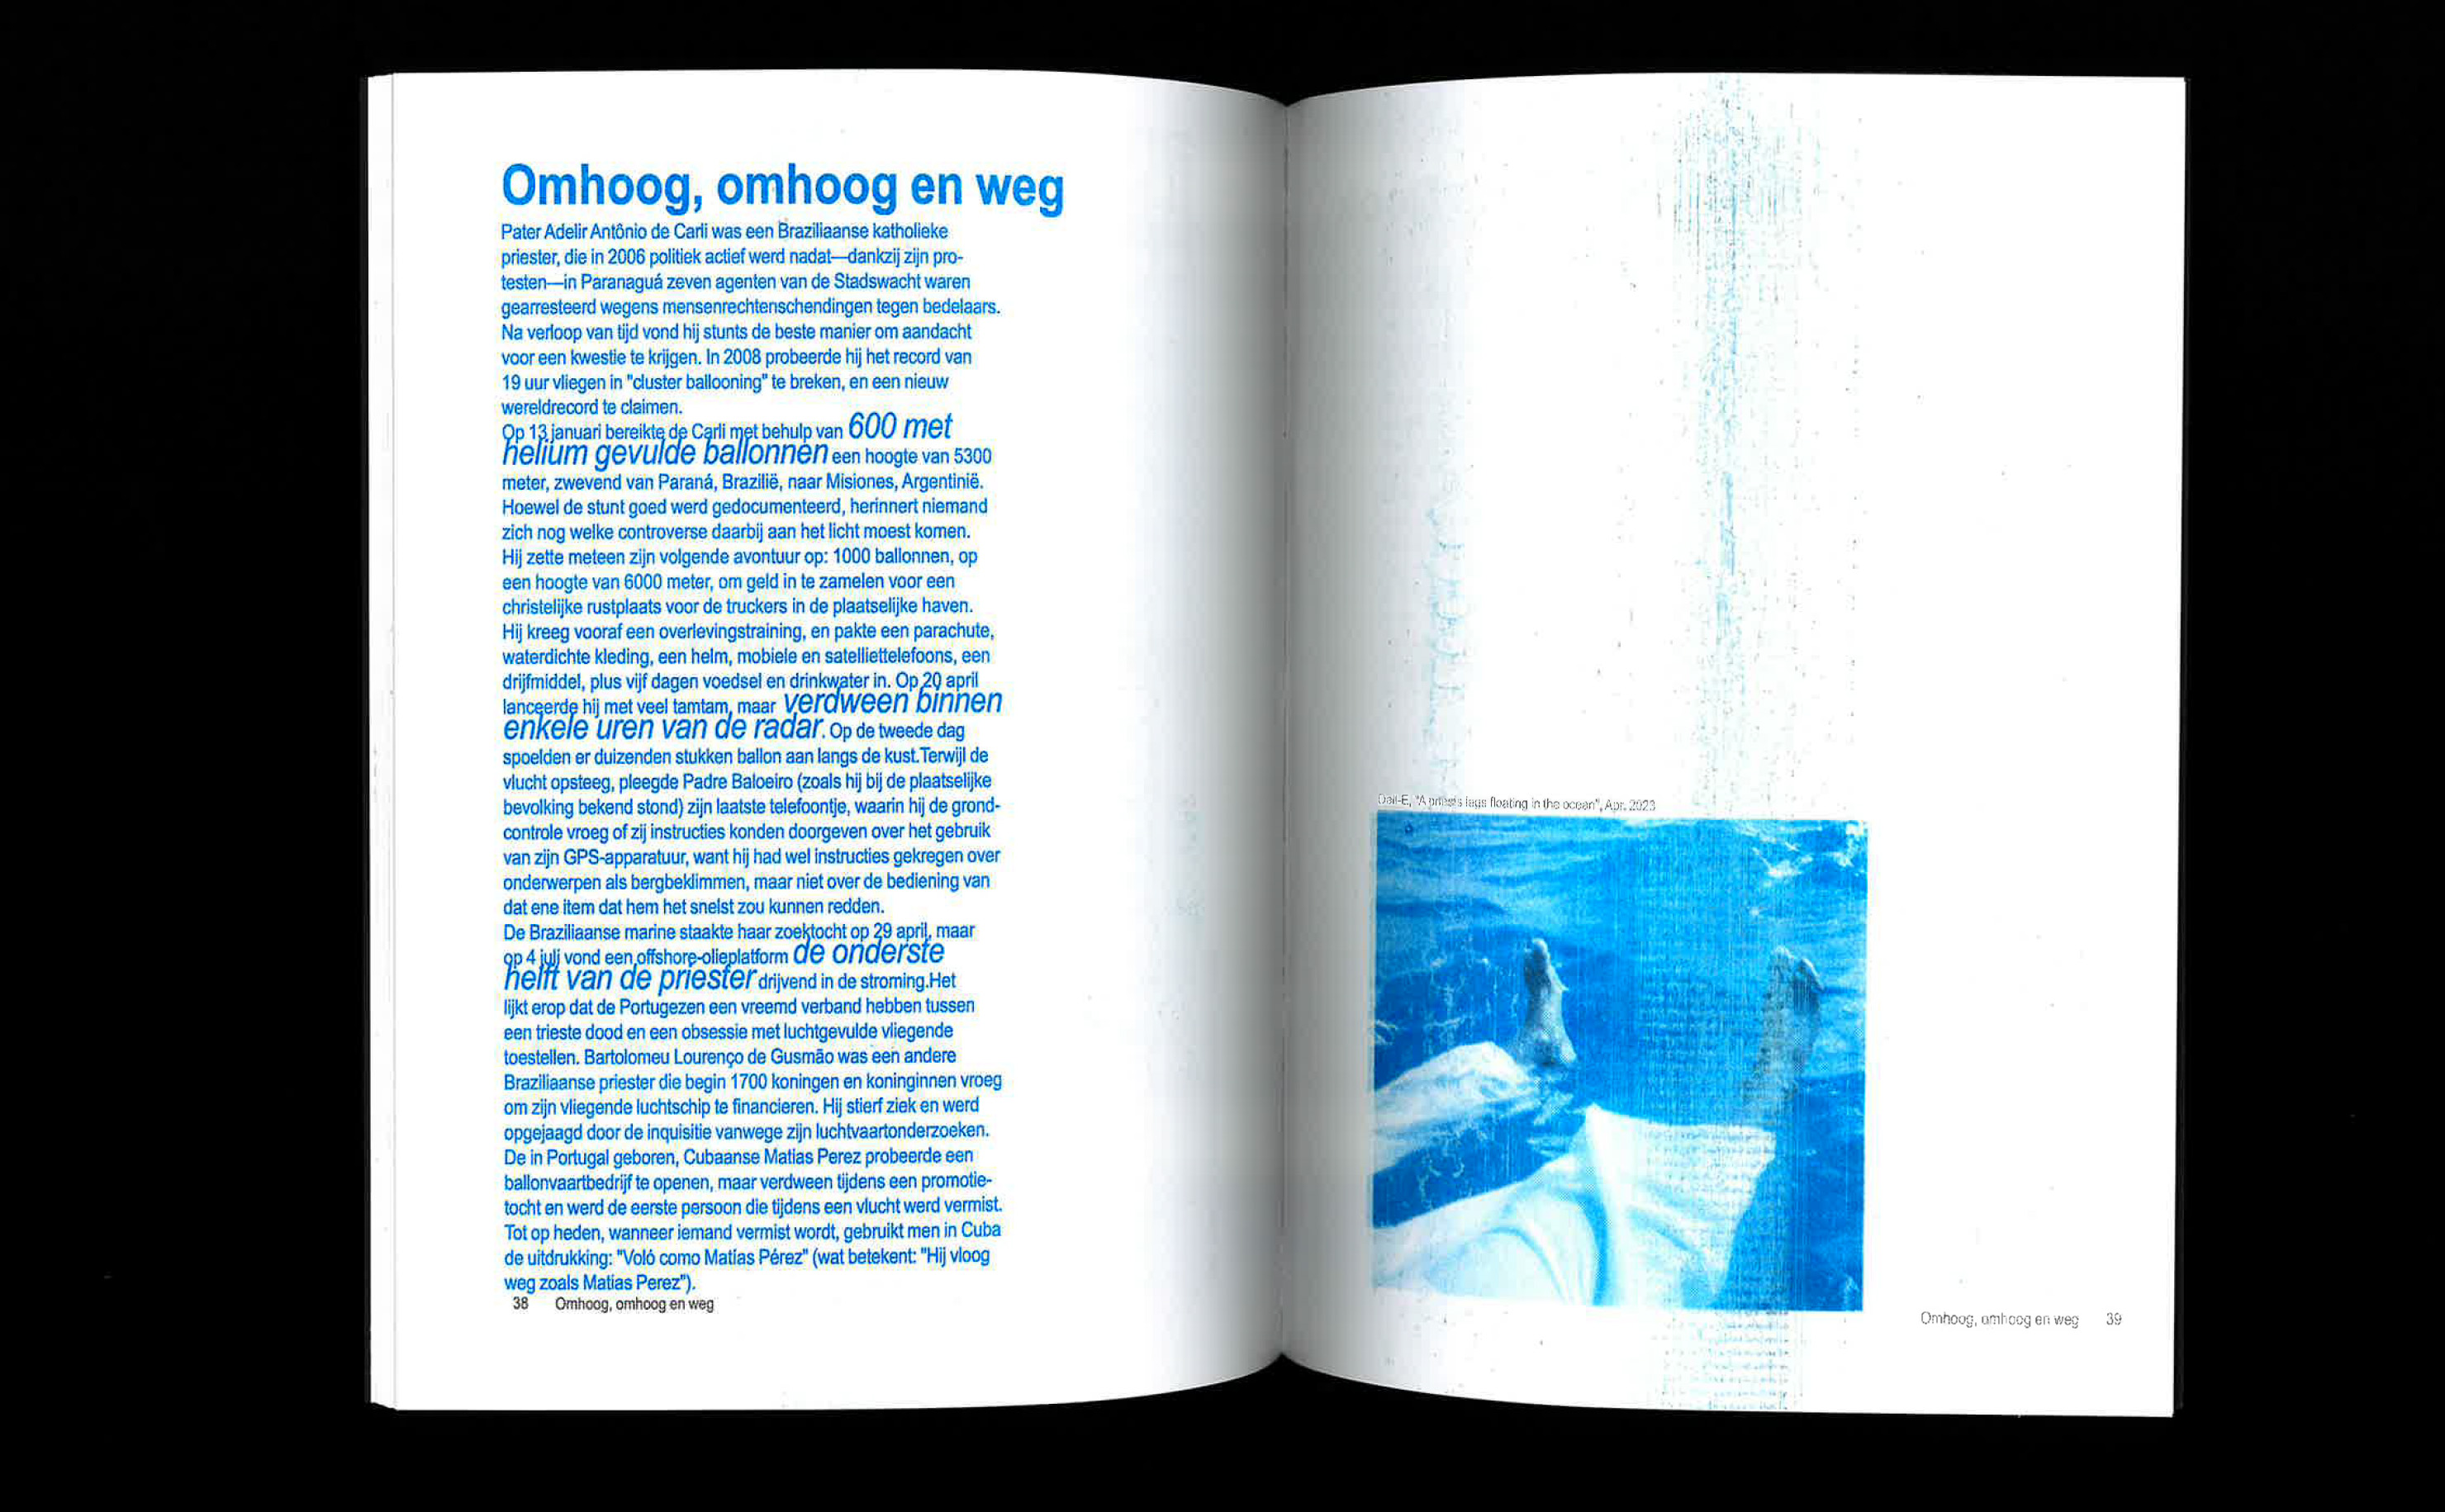 Omhoog, omhoog en weg
Pater Adelir Antônio de Carli was een Braziliaanse katholieke
priester, die in 2006 politiek actief werd nadat—dankzij zijn pro-
testen—in Paranaguá zeven agenten van de Stadswacht waren
gearresteerd wegens mensenrechtenschendingen tegen bedelaars.
Na verloop van tijd vond hij stunts de beste manier om aandacht
voor een kwestie te krijgen. In 2008 probeerde hij het record van
19 uur vliegen in "cluster ballooning" te breken, en een nieuw
wereldrecord te claimen.
Op 13 januari bereikte de Carli met behulp van 600 met
helium gevulde ballonnen een hoogte van 5300
meter, zwevend van Paraná, Brazilië, naar Misiones, Argentinië.
Hoewel de stunt goed werd gedocumenteerd, herinnert niemand
zich nog welke controverse daarbij aan het licht moest komen.
Hij zette meteen zijn volgende avontuur op: 1000 ballonnen, op
een hoogte van 6000 meter, om geld in te zamelen voor een
christelijke rustplaats voor de truckers in de plaatselijke haven.
Hij kreeg vooraf een overlevingstraining, en pakte een parachute,
waterdichte kleding, een helm, mobiele en satelliettelefoons, een
drijfmiddel, plus vijf dagen voedsel en drinkwater in. Op 20 april
lanceerde hij met veel tamtam, maar verdween binnen
enkele uren van de radar. Op de tweede dag
spoelden er duizenden stukken ballon aan langs de kust.Terwijl de
vlucht opsteeg, pleegde Padre Baloeiro (zoals hij bij de plaatselijke
bevolking bekend stond) zijn laatste telefoontje, waarin hij de grond-
controle vroeg of zij instructies konden doorgeven over het gebruik
van zijn GPS-apparatuur, want hij had wel instructies gekregen over
onderwerpen als bergbeklimmen, maar niet over de bediening van
dat ene item dat hem het snelst zou kunnen redden.
De Braziliaanse marine staakte haar zoektocht op 29 april, maar
op 4 juli vond een offshore-olieplatform de onderste
helft van de priester drijvend in de stroming.Het
lijkt erop dat de Portugezen een vreemd verband hebben tussen
een trieste dood en een obsessie met luchtgevulde vliegende
toestellen. Bartolomeu Lourenço de Gusmão was een andere
Braziliaanse priester die begin 1700 koningen en koninginnen vroeg
om zijn vliegende luchtschip te financieren. Hij stierf ziek en werd
opgejaagd door de inquisitie vanwege zijn luchtvaartonderzoeken.
De in Portugal geboren, Cubaanse Matias Perez probeerde een
ballonvaartbedrijf te openen, maar verdween tijdens een promotie-
tocht en werd de eerste persoon die tijdens een vlucht werd vermist.
Tot op heden, wanneer iemand vermist wordt, gebruikt men in Cuba
de uitdrukking: "Voló como Matías Pérez" (wat betekent: "Hij vloog
weg zoals Matias Perez").
38 Omhoog, omhoog en weg
Dall-E, "A priest's legs floating in the ocean", Apr. 2023
Omhoog, omhoog en weg 39